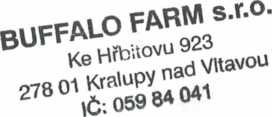 BUFFALO FARM s.r.o.
Ke Hřbitovu 923
278 01 Kralupy nad Vltavou
IČ: 059 84 041